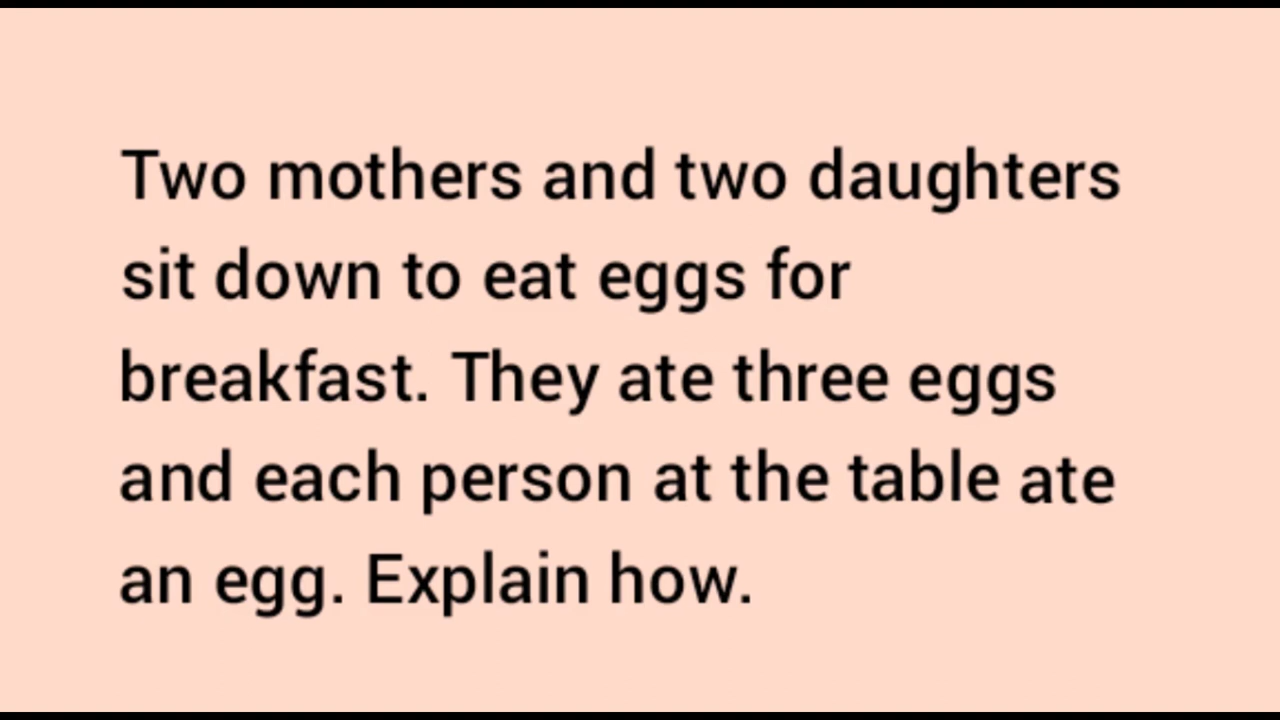 Two mothers and two daughters
sit down to eat eggs for
breakfast. They ate three eggs
and each person at the table ate
an egg. Explain how.